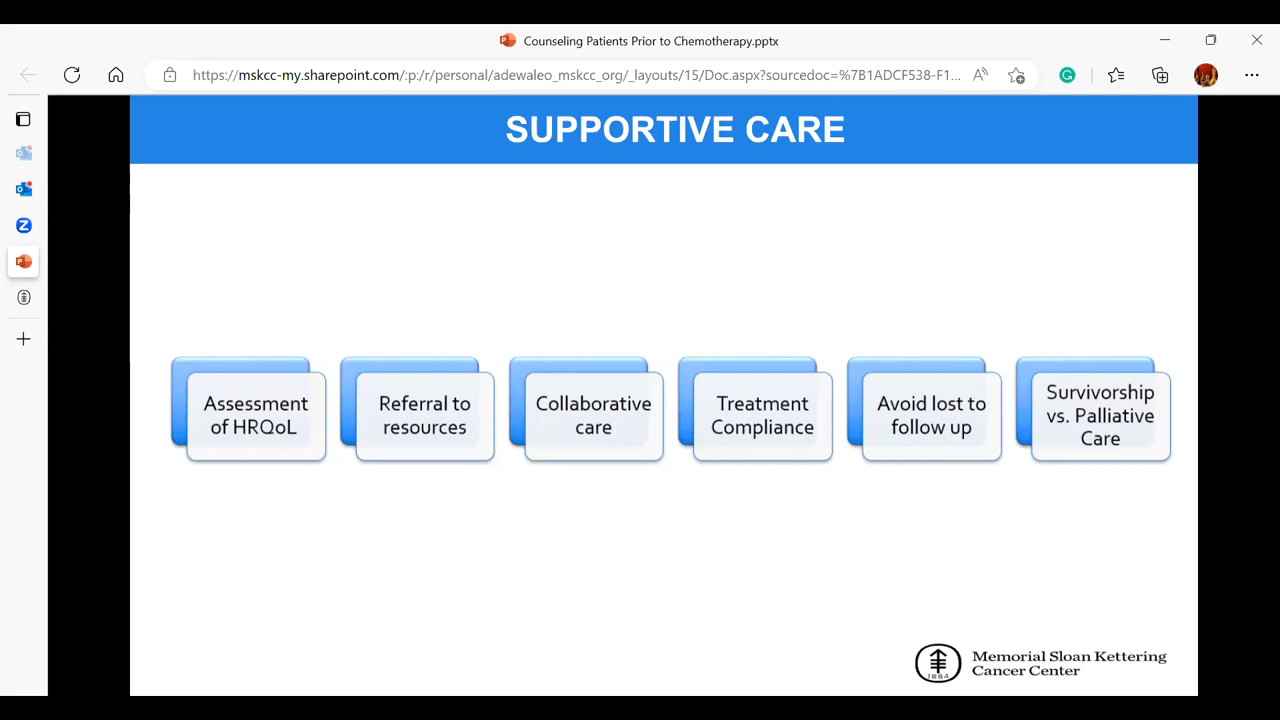 Counseling Patients Prior to Chemotherapy.pptx
https://mskcc-my.sharepoint.com/:p:/r/personal/adewaleo_mskcc_org/_layouts/15/Doc.aspx?sourcedoc=%7B1ADCF538-F1...
SUPPORTIVE CARE
Assessment
of HRQoL
Referral to
resources
Collaborative
care
Treatment
Compliance
Avoid lost to
follow up
Survivorship
vs. Palliative
Care
1884
Memorial Sloan Kettering
Cancer Center